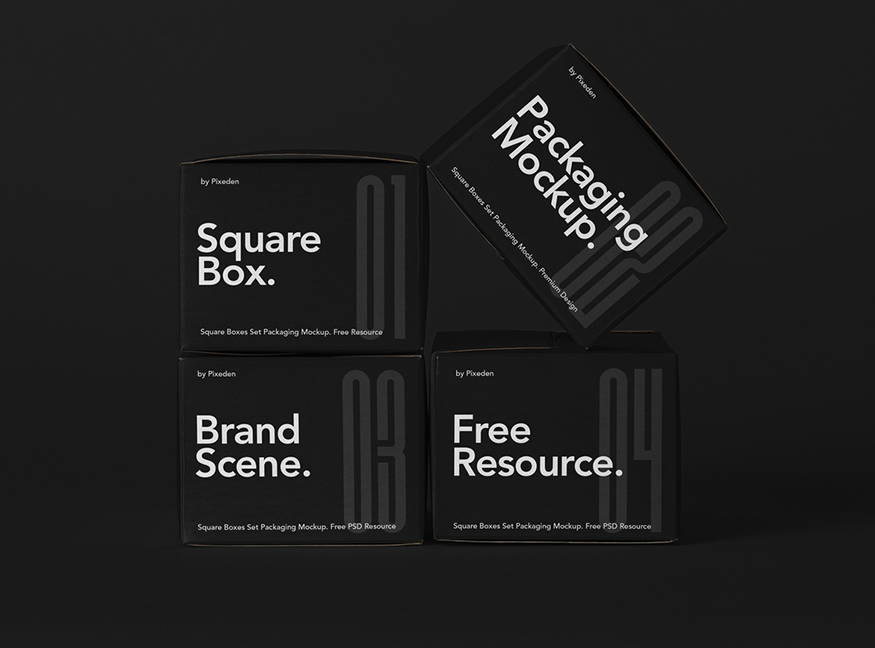 by Pixeden
Square
Box.
01
Square Boxes Set Packaging Mockup. Free Resource
by Pixeden
Packaging
Mockup.
02
Square Boxes Set Packaging Mockup. Premium Design
by Pixeden
Brand
Scene.
03
Square Boxes Set Packaging Mockup. Free PSD Resource
by Pixeden
Free
Resource.
04
Square Boxes Set Packaging Mockup. Free PSD Resource